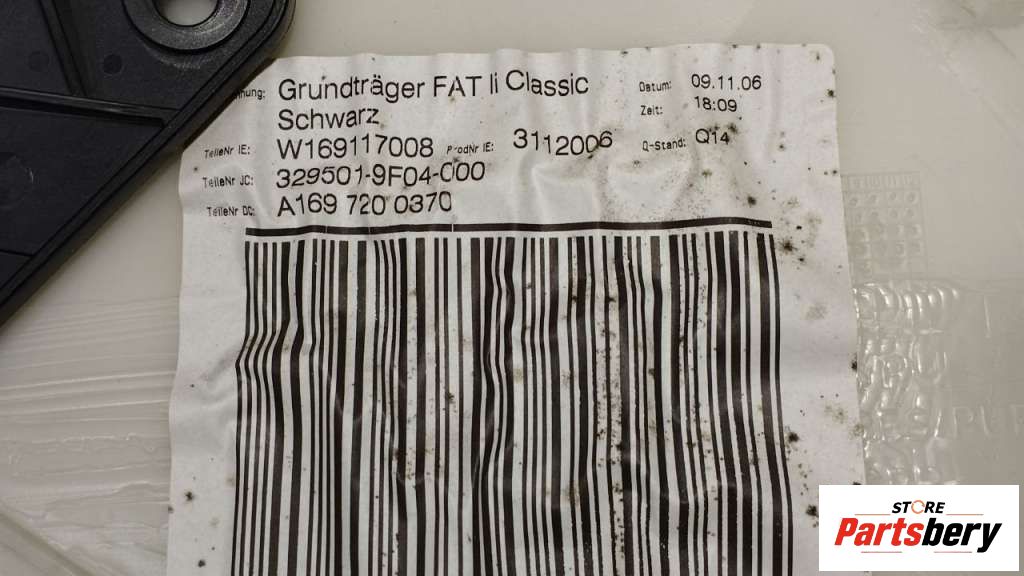 nnung: Grundträger FAT li Classic Datum: 09.11.06
Schwarz Zeit: 18:09
TeileNr IE: W169117008 ProdNr IE: 3112006 Q-Stand: Q14
TeileNr JC: 329501-9F04-000
TeileNr DC: A169 720 0370
STORE
Partsbery